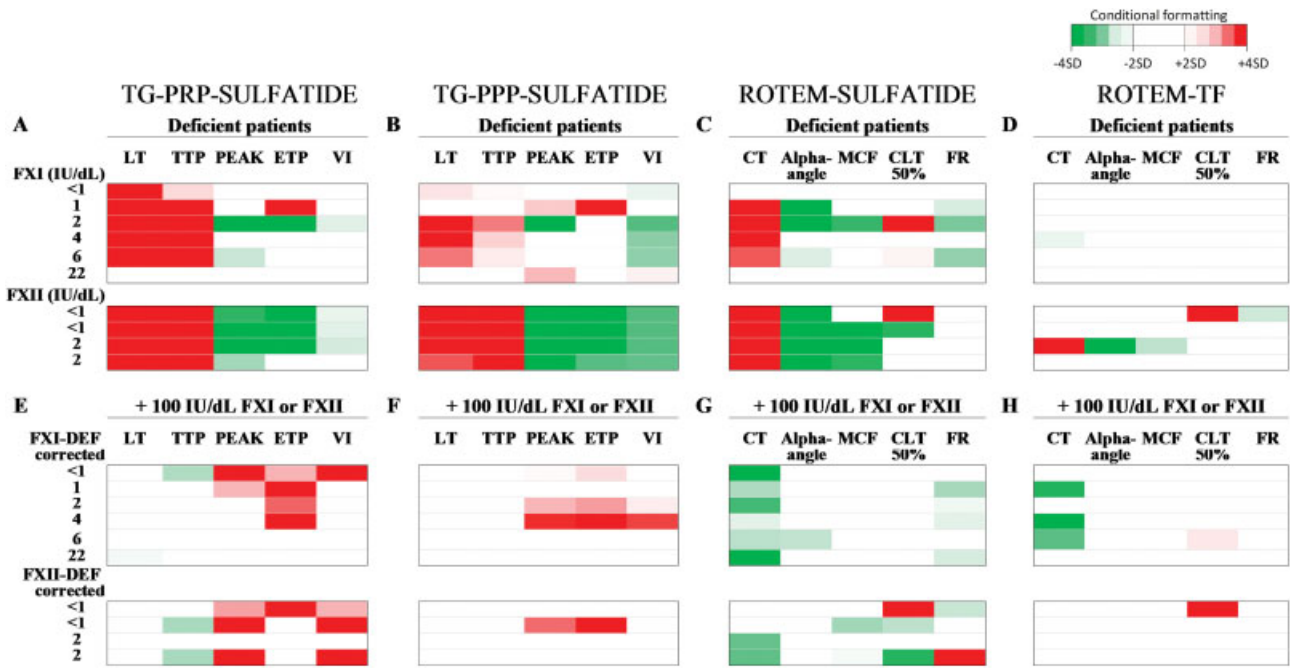 Conditional formatting
-4SD -2SD +2SD +4SD
TG-PRP-SULFATIDE TG-PPP-SULFATIDE ROTEM-SULFATIDE ROTEM-TF
A Deficient patients B Deficient patients C Deficient patients D Deficient patients
LT TTP PEAK ETP VI LT TTP PEAK ETP VI CT Alpha- MCF CLT FR CT Alpha- MCF CLT FR
angle 50% angle 50%
FXI (IU/dL)
<1
1
2
4
6
22
FXII (IU/dL)
<1
<1
2
2
E + 100 IU/dL FXI or FXII F + 100 IU/dL FXI or FXII G + 100 IU/dL FXI or FXII H + 100 IU/dL FXI or FXII
LT TTP PEAK ETP VI LT TTP PEAK ETP VI CT Alpha- MCF CLT FR CT Alpha- MCF CLT FR
angle 50% angle 50%
FXI-DEF
corrected
<1
1
2
4
6
22
FXII-DEF
corrected
<1
<1
2
2